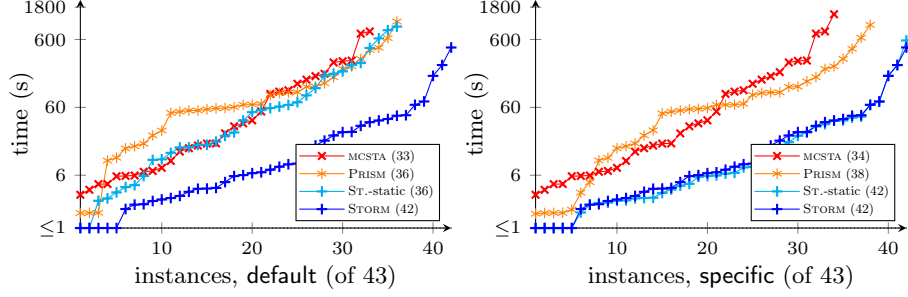 1800
600
60
6
≤1
time (s)
10
20
30
40
instances, default (of 43)
MCSTA (33)
PRISM (36)
ST.-static (36)
STORM (42)
1800
600
60
6
≤1
time (s)
10
20
30
40
instances, specific (of 43)
MCSTA (34)
PRISM (38)
ST.-static (42)
STORM (42)